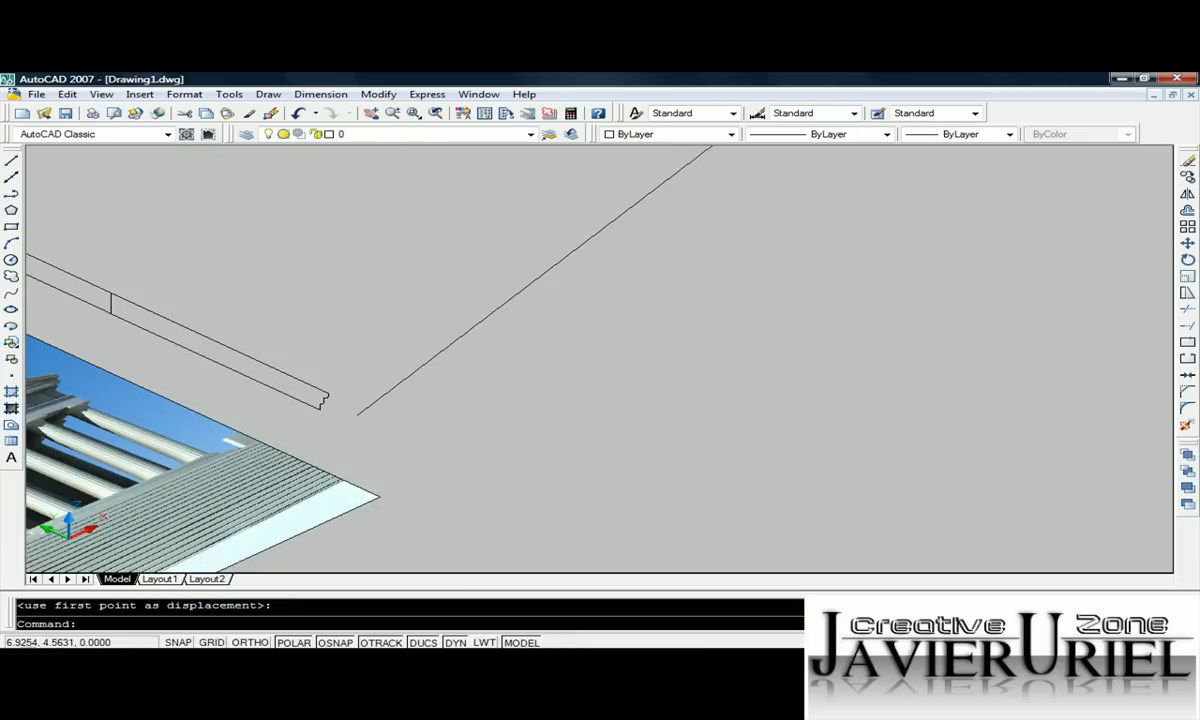 AutoCAD 2007 - [Drawing1.dwg]
File Edit View Insert Format Tools Draw Dimension Modify Express Window Help
Standard Standard Standard
AutoCAD Classic 0 ByLayer ByLayer ByLayer ByColor
A
Model Layout1 Layout2
<use first point as displacement>:
Command:
6.9254, 4.5631, 0.0000 SNAP GRID ORTHO POLAR OSNAP OTRACK DUCS DYN LWT MODEL
Creative Zone
JAVIER URIEL